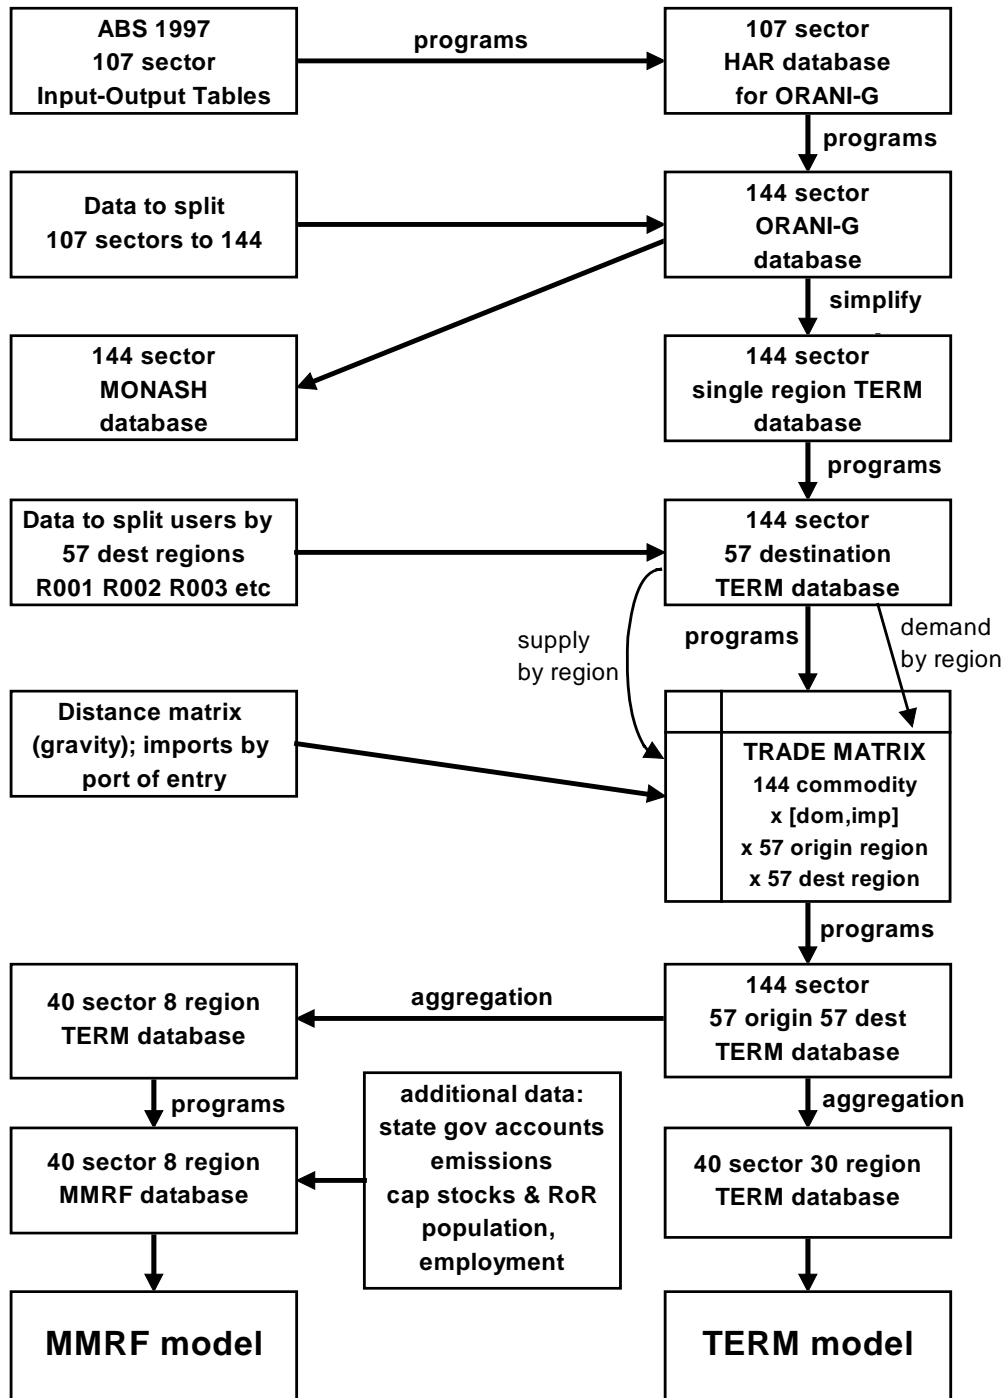 ABS 1997
107 sector
Input-Output Tables
programs
107 sector
HAR database
for ORANI-G
programs
Data to split
107 sectors to 144
144 sector
ORANI-G
database
simplify
144 sector
MONASH
database
144 sector
single region TERM
database
programs
Data to split users by
57 dest regions
R001 R002 R003 etc
144 sector
57 destination
TERM database
supply
by region
programs
demand
by region
Distance matrix
(gravity); imports by
port of entry
TRADE MATRIX
144 commodity
x [dom,imp]
x 57 origin region
x 57 dest region
programs
40 sector 8 region
TERM database
aggregation
144 sector
57 origin 57 dest
TERM database
programs
additional data:
state gov accounts
emissions
cap stocks & RoR
population,
employment
aggregation
40 sector 8 region
MMRF database
40 sector 30 region
TERM database
MMRF model
TERM model